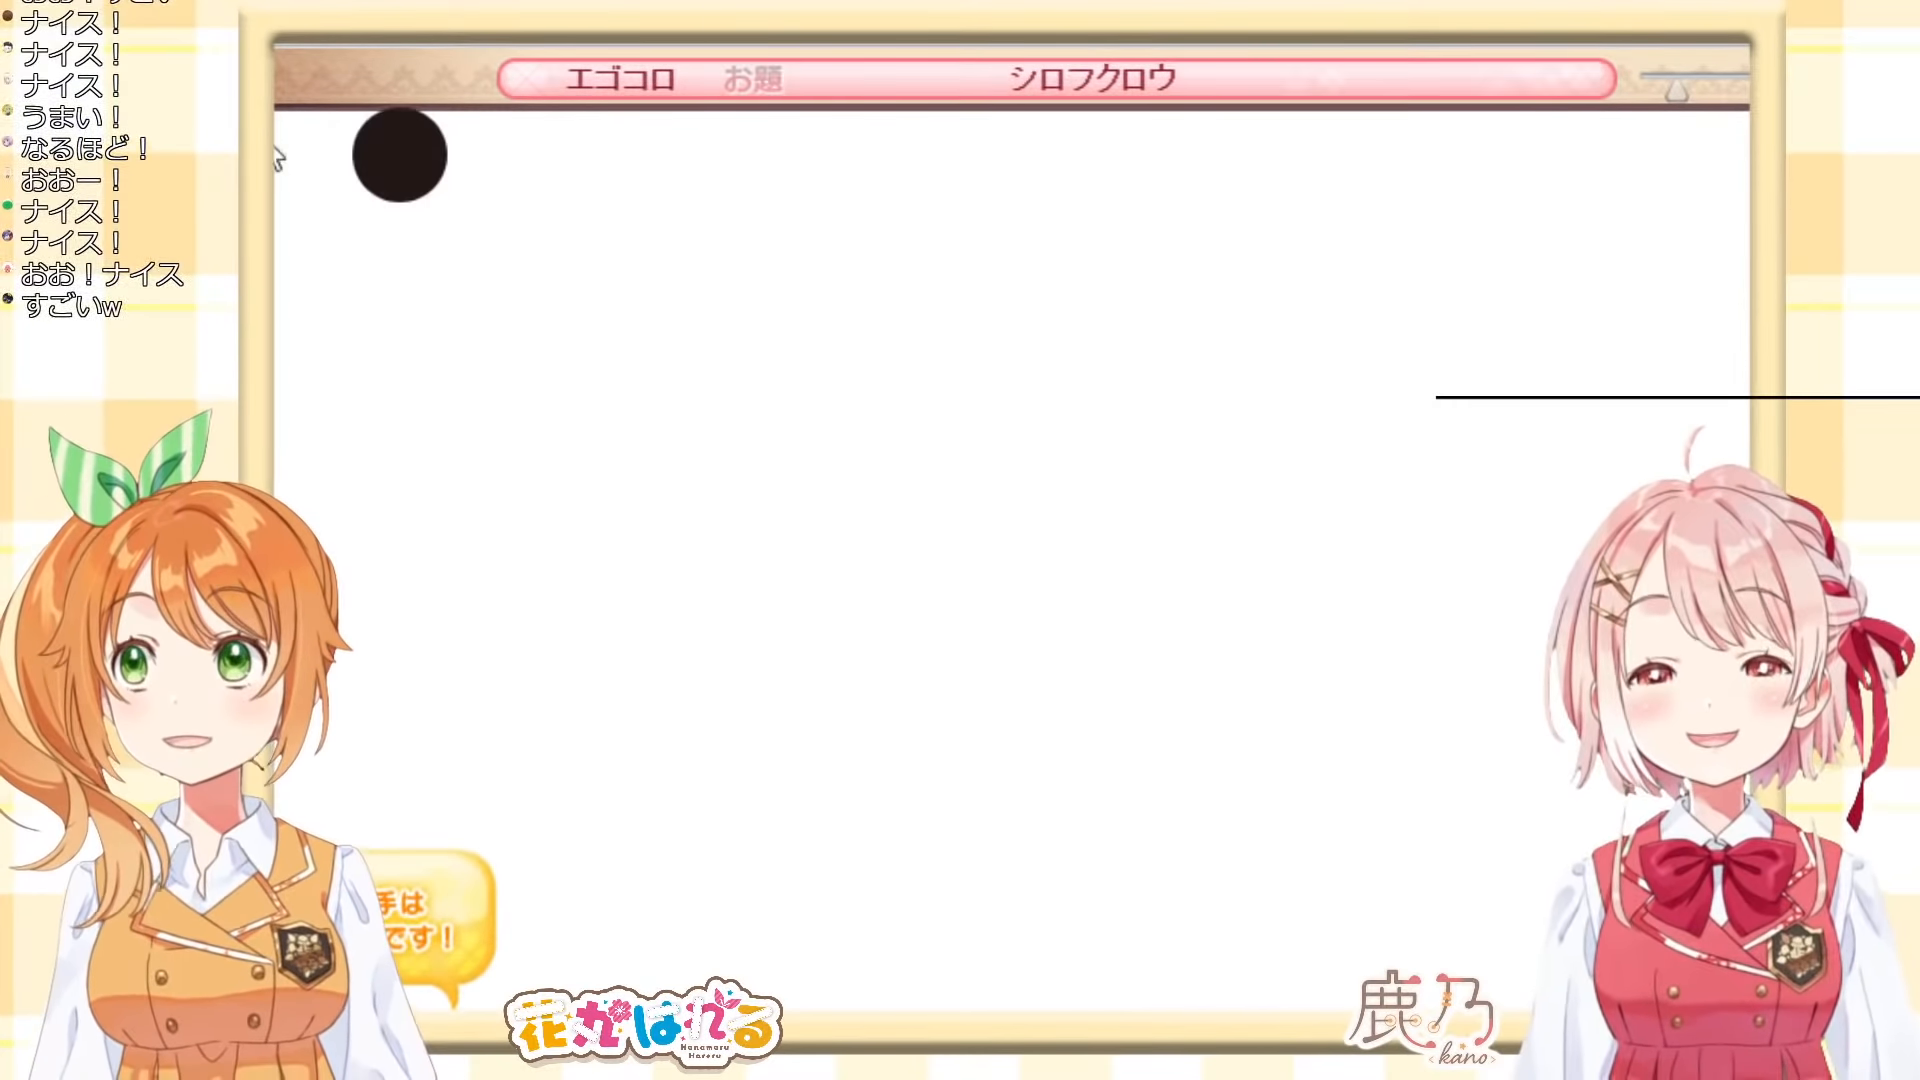 ナイス！
ナイス！
ナイス！
うまい！
なるほど！
おおー！
ナイス！
ナイス！
おお！ナイス
すごいw
エゴコロ お題 シロフクロウ
手は
です！
花丸はれる
Hanamaru
Hareru
鹿乃
kano